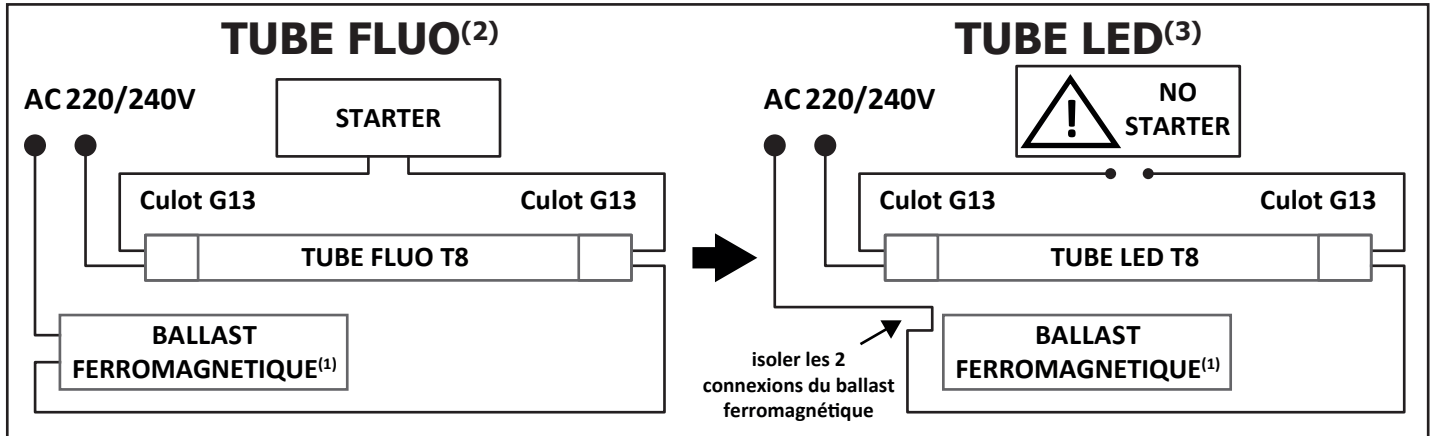 TUBE FLUO(2)
AC 220/240V
STARTER
Culot G13
Culot G13
TUBE FLUO T8
BALLAST
FERROMAGNETIQUE(1)
TUBE LED(3)
AC 220/240V
!
NO
STARTER
Culot G13
Culot G13
TUBE LED T8
isoler les 2
connexions du ballast
ferromagnétique
BALLAST
FERROMAGNETIQUE(1)